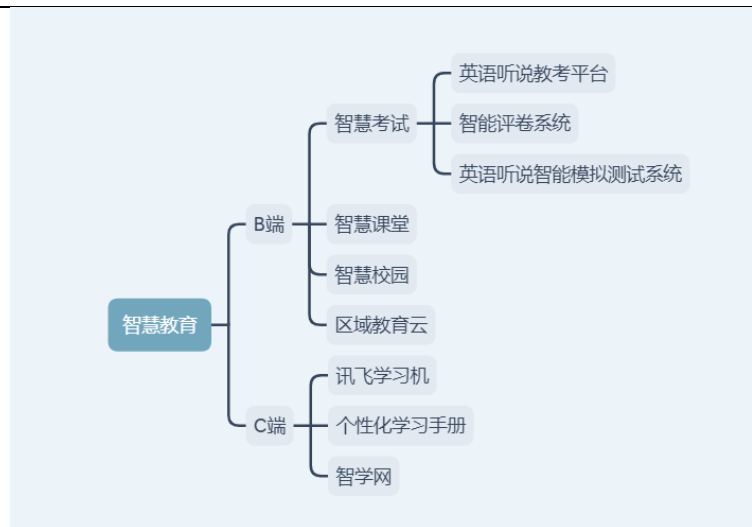 智慧教育
B端
智慧考试
英语听说教考平台
智能评卷系统
英语听说智能模拟测试系统
智慧课堂
智慧校园
区域教育云
C端
讯飞学习机
个性化学习手册
智学网